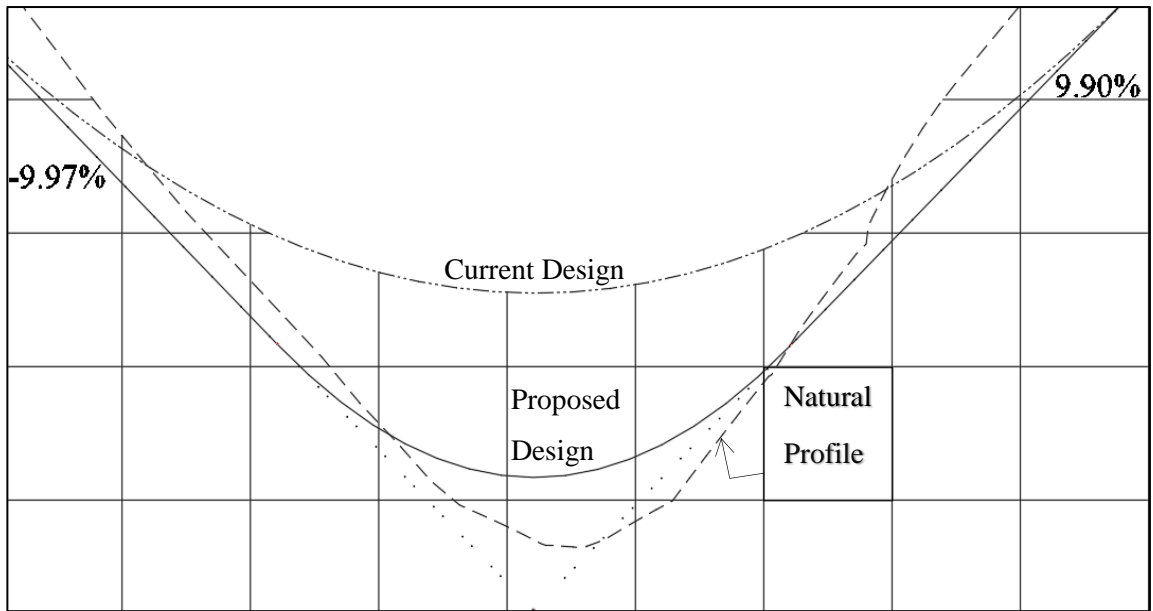 9.90%
-9.97%
Current Design
Proposed
Design
Natural
Profile